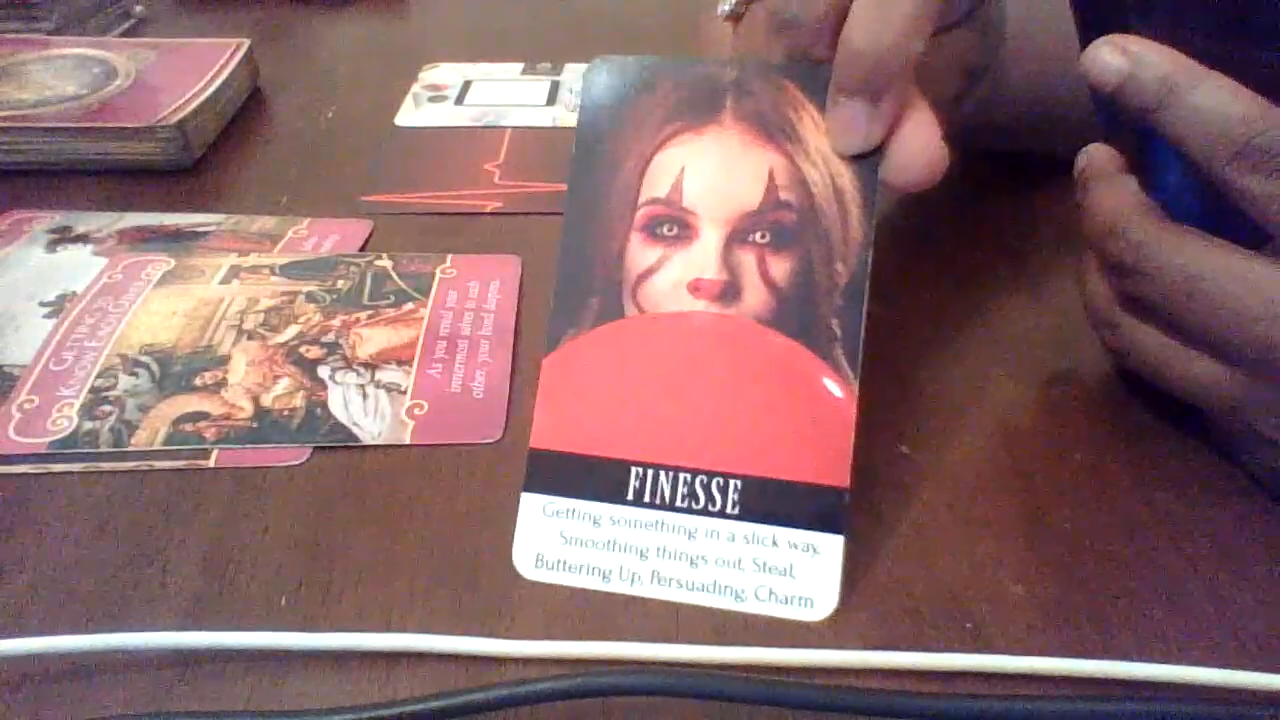 FINESSE
Getting something in a slick way.
Smoothing things out, Steal,
Buttering Up, Persuading, Charm
GETTING TO
KNOW EACH OTHER
As you reveal your
innermost selves to each
other, your bond deepens.